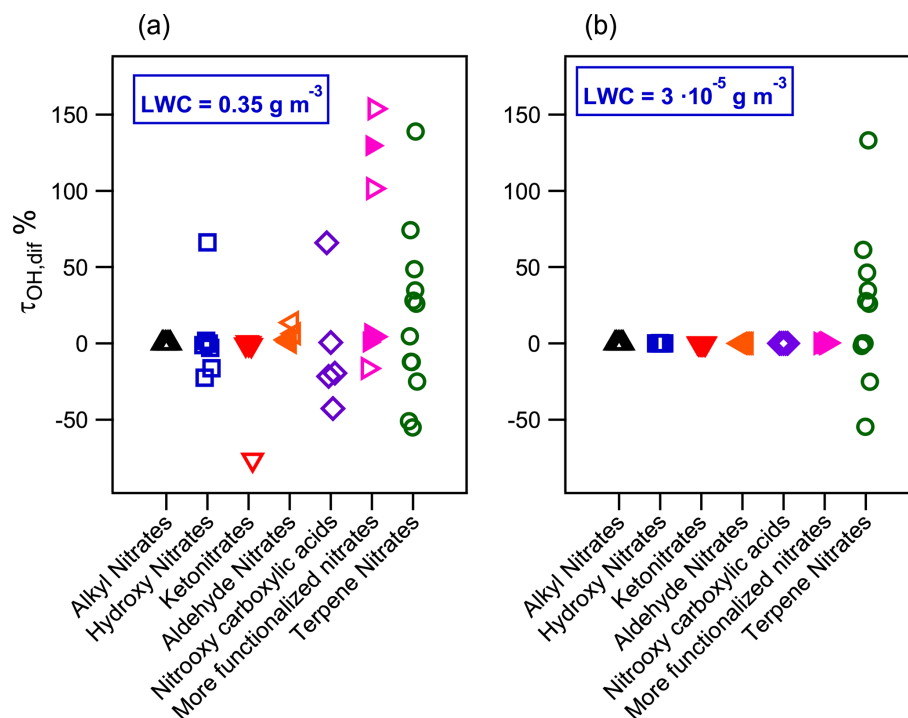 (a)
(b)
LWC = 0.35 g m⁻³
LWC = 3 ·10⁻⁵ g m⁻³
τOH,dif %
150
100
50
0
-50
150
100
50
0
-50
Alkyl Nitrates
Hydroxy Nitrates
Ketonitrates
Aldehyde Nitrates
Nitrooxy carboxylic acids
More functionalized nitrates
Terpene Nitrates
Alkyl Nitrates
Hydroxy Nitrates
Ketonitrates
Aldehyde Nitrates
Nitrooxy carboxylic acids
More functionalized nitrates
Terpene Nitrates